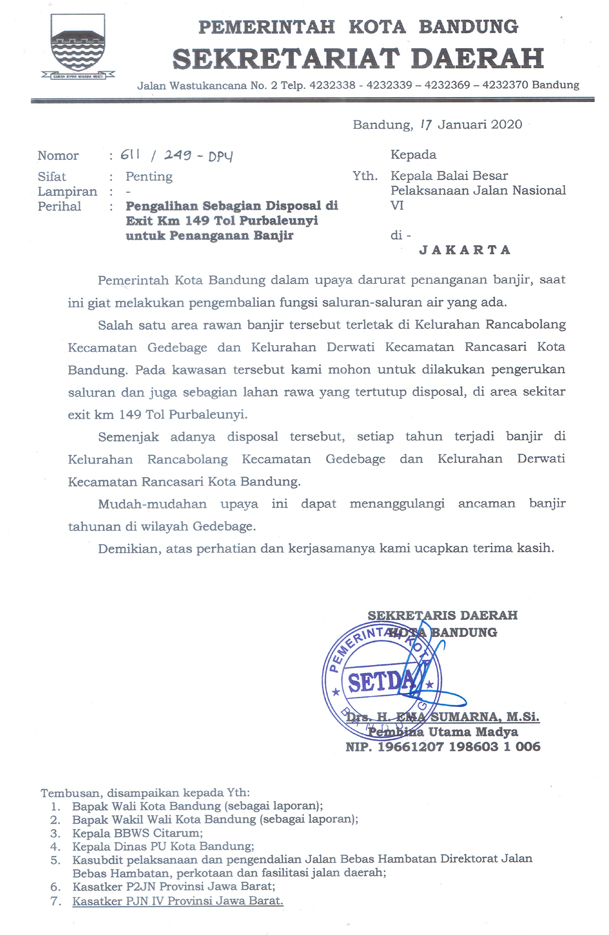 PEMERINTAH KOTA BANDUNG
SEKRETARIAT DAERAH
Jalan Wastukancana No. 2 Telp. 4232338 - 4232339 – 4232369 – 4232370 Bandung
Bandung, 17 Januari 2020
Nomor : 611 / 249 - DPU
Sifat : Penting
Lampiran : -
Perihal : Pengalihan Sebagian Disposal di
Exit Km 149 Tol Purbaleunyi
untuk Penanganan Banjir
Kepada
Yth. Kepala Balai Besar
Pelaksanaan Jalan Nasional
VI
di -
JAKARTA
Pemerintah Kota Bandung dalam upaya darurat penanganan banjir, saat
ini giat melakukan pengembalian fungsi saluran-saluran air yang ada.
Salah satu area rawan banjir tersebut terletak di Kelurahan Rancabolang
Kecamatan Gedebage dan Kelurahan Derwati Kecamatan Rancasari Kota
Bandung. Pada kawasan tersebut kami mohon untuk dilakukan pengerukan
saluran dan juga sebagian lahan rawa yang tertutup disposal, di area sekitar
exit km 149 Tol Purbaleunyi.
Semenjak adanya disposal tersebut, setiap tahun terjadi banjir di
Kelurahan Rancabolang Kecamatan Gedebage dan Kelurahan Derwati
Kecamatan Rancasari Kota Bandung.
Mudah-mudahan upaya ini dapat menanggulangi ancaman banjir
tahunan di wilayah Gedebage.
Demikian, atas perhatian dan kerjasamanya kami ucapkan terima kasih.
SEKRETARIS DAERAH
KOTA BANDUNG
PEMERINTAH KOTA
SETDA
BANDUNG
Drs. H. EMA SUMARNA, M.Si.
Pembina Utama Madya
NIP. 19661207 198603 1 006
Tembusan, disampaikan kepada Yth:
1. Bapak Wali Kota Bandung (sebagai laporan);
2. Bapak Wakil Wali Kota Bandung (sebagai laporan);
3. Kepala BBWS Citarum;
4. Kepala Dinas PU Kota Bandung;
5. Kasubdit pelaksanaan dan pengendalian Jalan Bebas Hambatan Direktorat Jalan
Bebas Hambatan, perkotaan dan fasilitasi jalan daerah;
6. Kasatker P2JN Provinsi Jawa Barat;
7. Kasatker PJN IV Provinsi Jawa Barat.